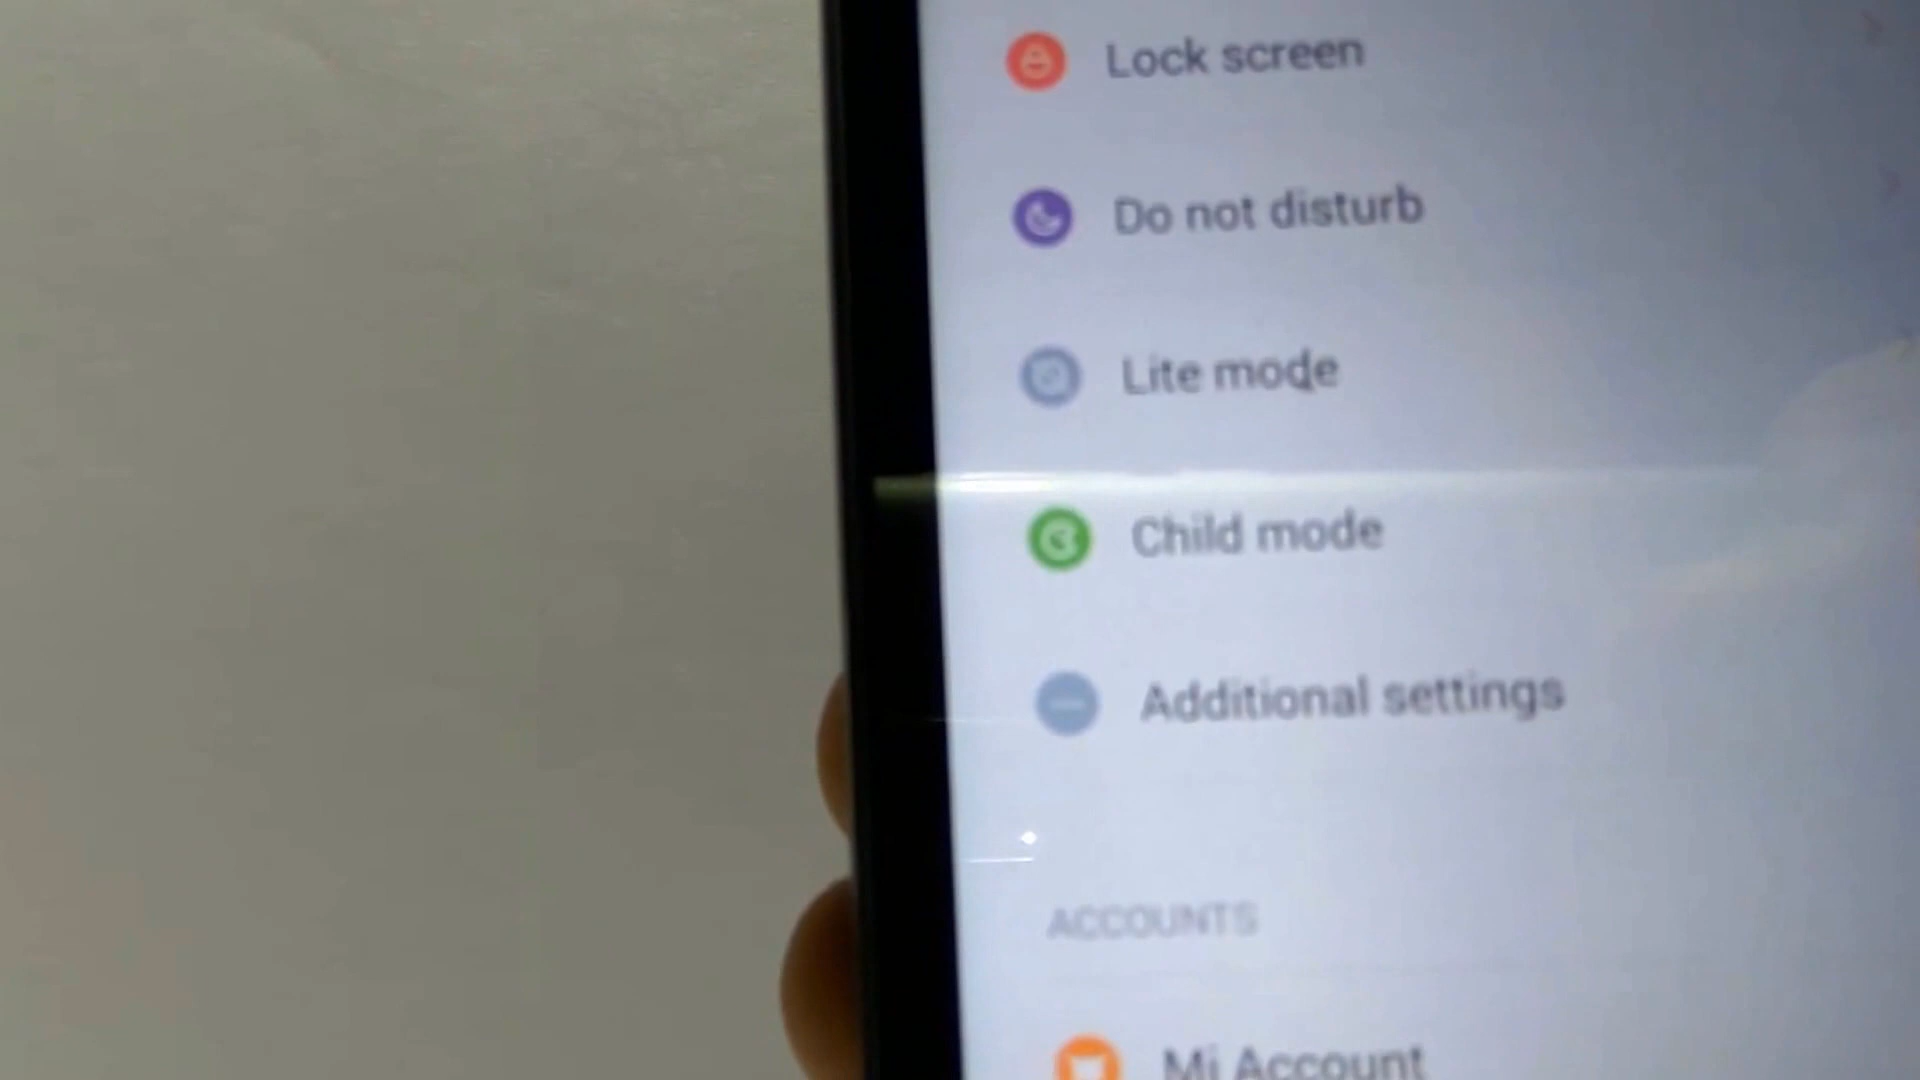 Lock screen
Do not disturb
Lite mode
Child mode
Additional settings
ACCOUNTS
Mi Account